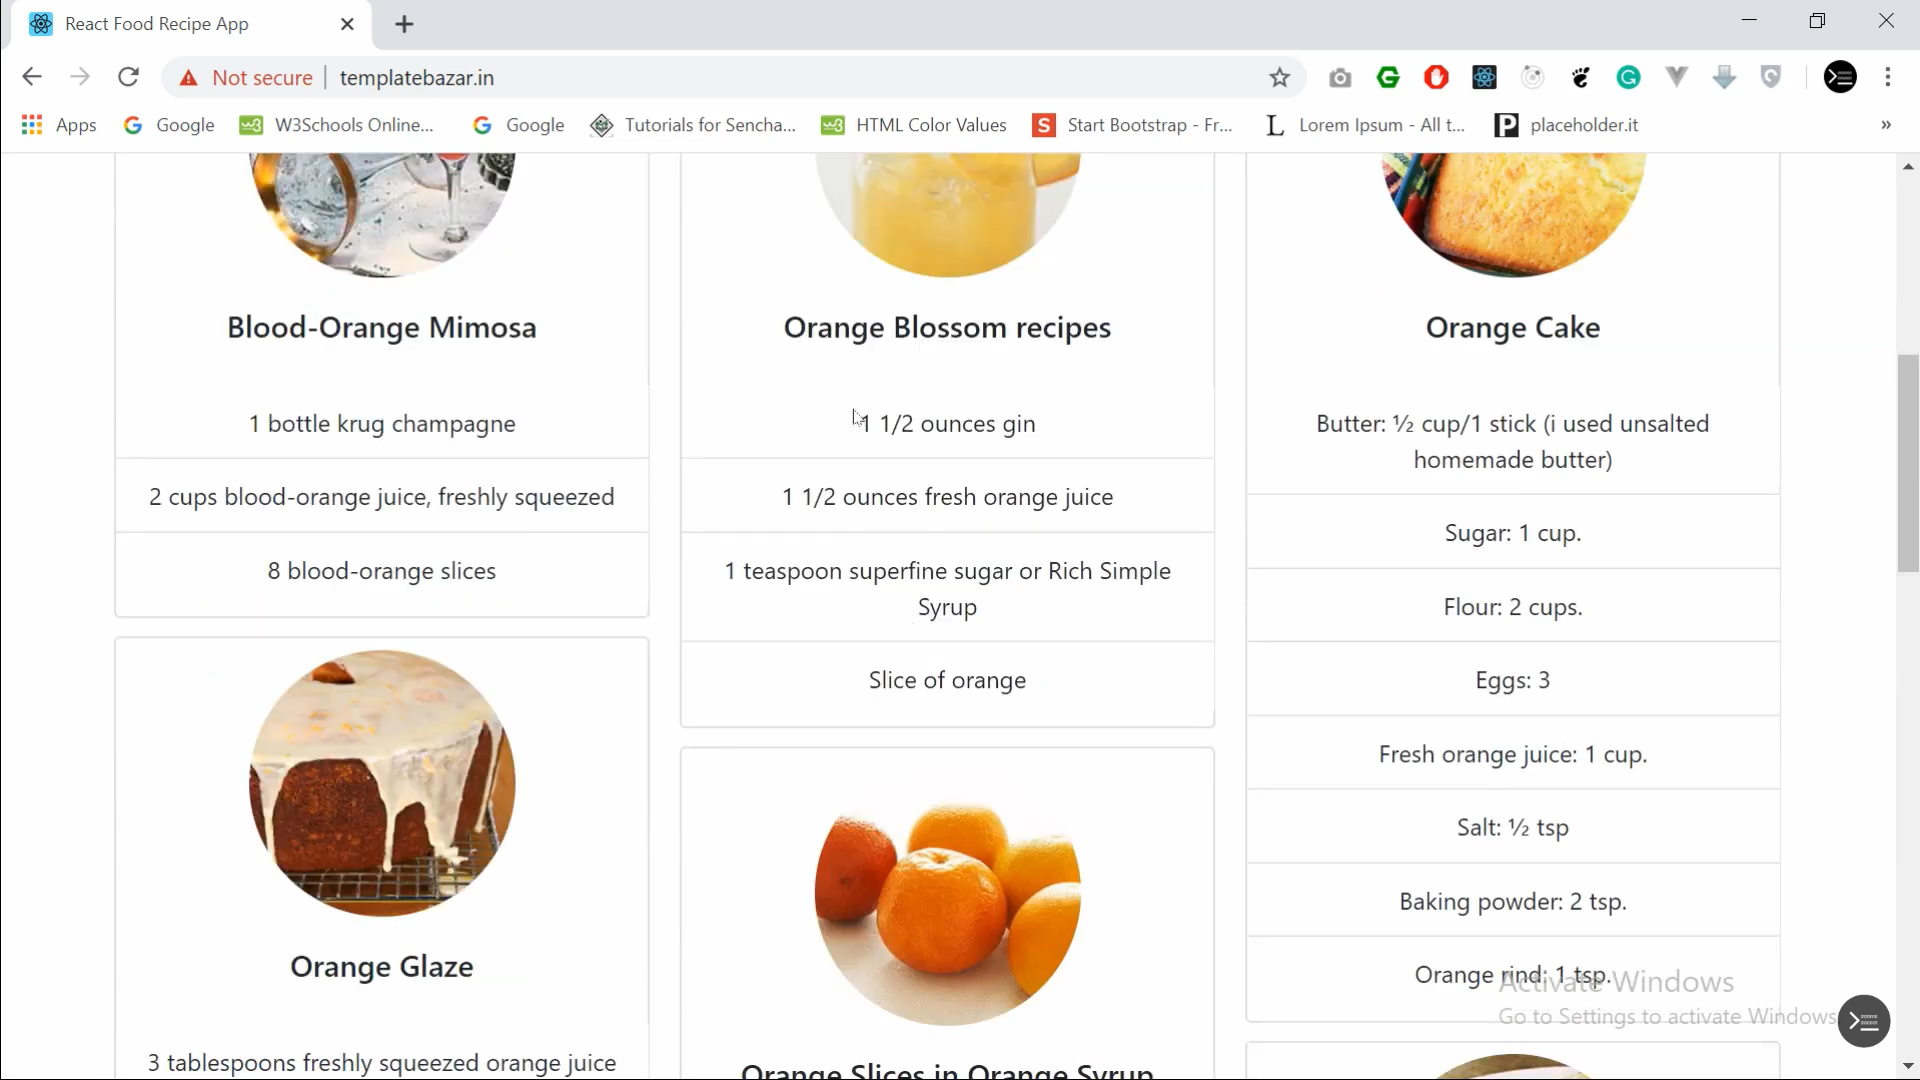 React Food Recipe App
Not secure
templatebazar.in
Apps
Google
W3Schools Online...
Google
Tutorials for Sencha...
HTML Color Values
Start Bootstrap - Fr...
Lorem Ipsum - All t...
placeholder.it
Blood-Orange Mimosa
1 bottle krug champagne
2 cups blood-orange juice, freshly squeezed
8 blood-orange slices
Orange Glaze
3 tablespoons freshly squeezed orange juice
Orange Blossom recipes
1 1/2 ounces gin
1 1/2 ounces fresh orange juice
1 teaspoon superfine sugar or Rich Simple
Syrup
Slice of orange
Orange Slices in Orange Syrup
Orange Cake
Butter: ½ cup/1 stick (i used unsalted
homemade butter)
Sugar: 1 cup.
Flour: 2 cups.
Eggs: 3
Fresh orange juice: 1 cup.
Salt: ½ tsp
Baking powder: 2 tsp.
Orange rind: 1 tsp.
Activate Windows
Go to Settings to activate Windows